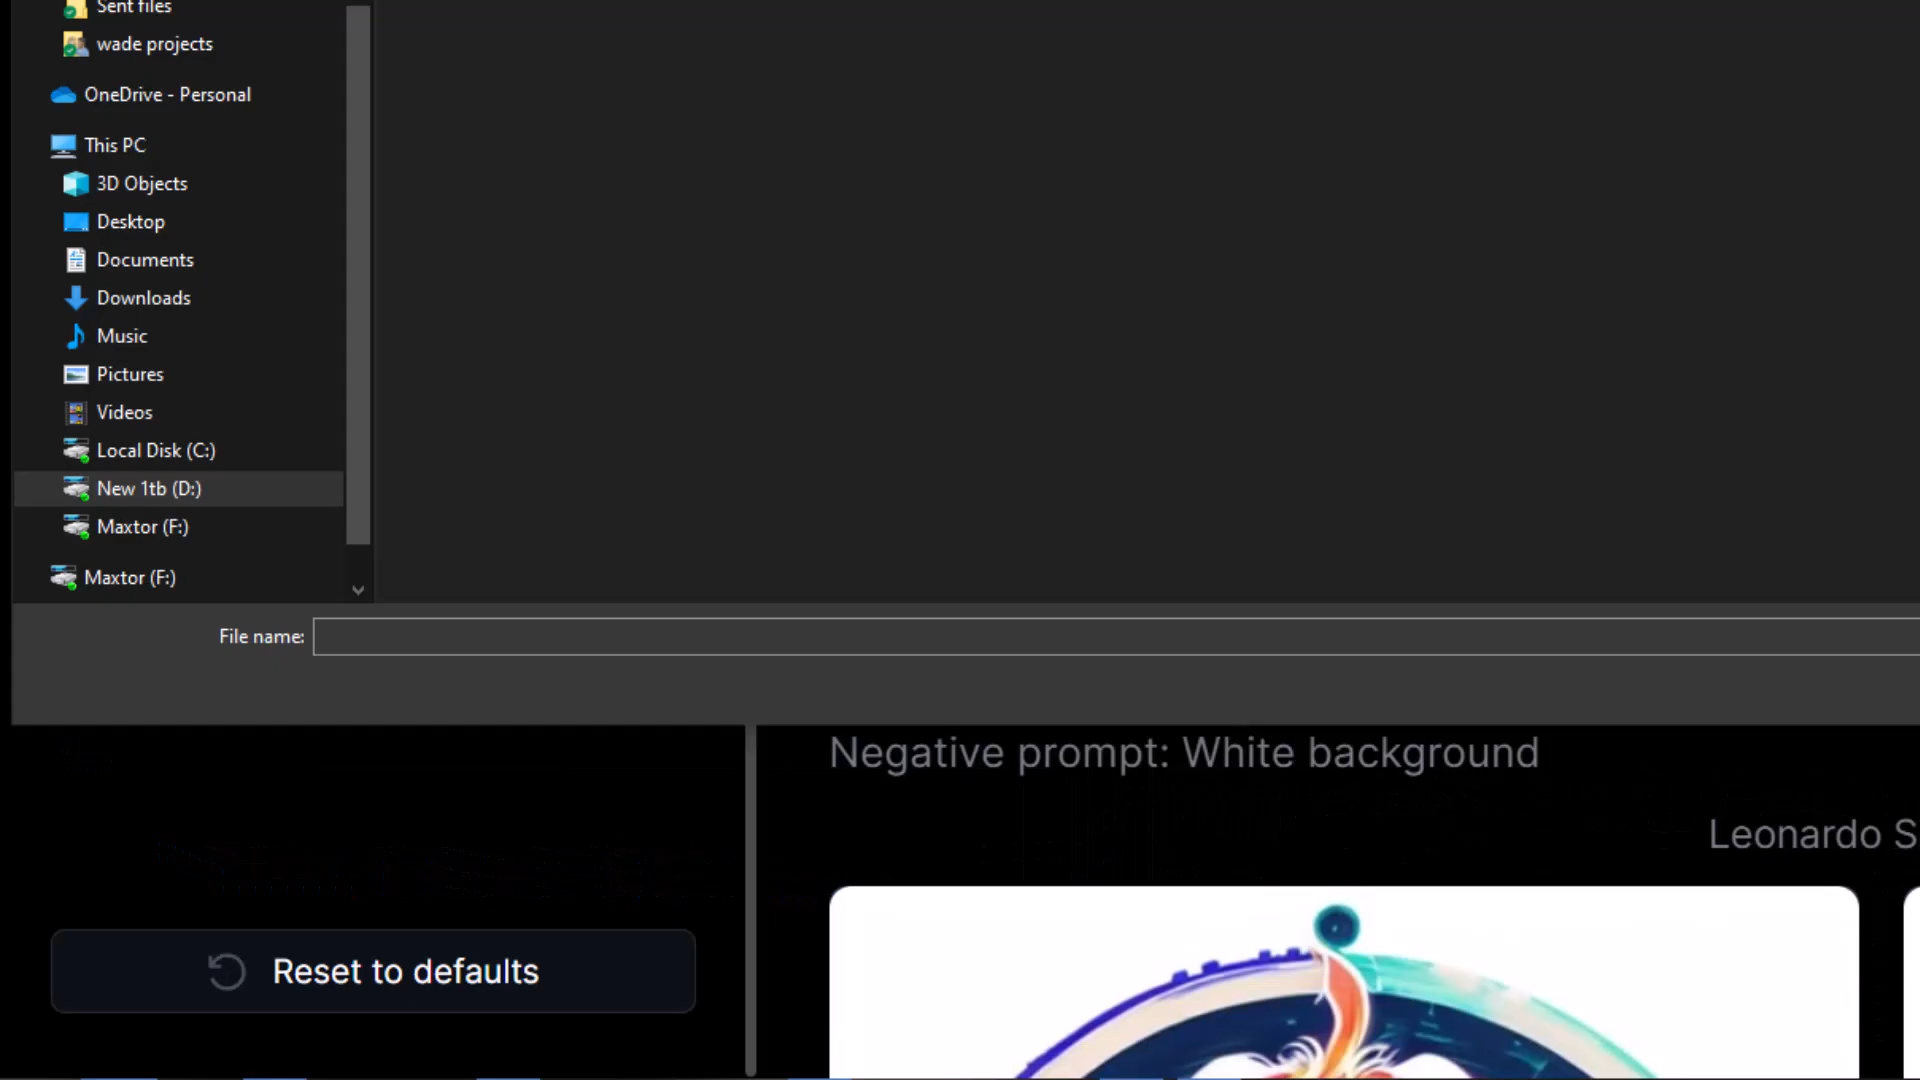 Sent files
wade projects
OneDrive - Personal
This PC
3D Objects
Desktop
Documents
Downloads
Music
Pictures
Videos
Local Disk (C:)
New 1tb (D:)
Maxtor (F:)
Maxtor (F:)
File name:
Negative prompt: White background
Leonardo S
Reset to defaults